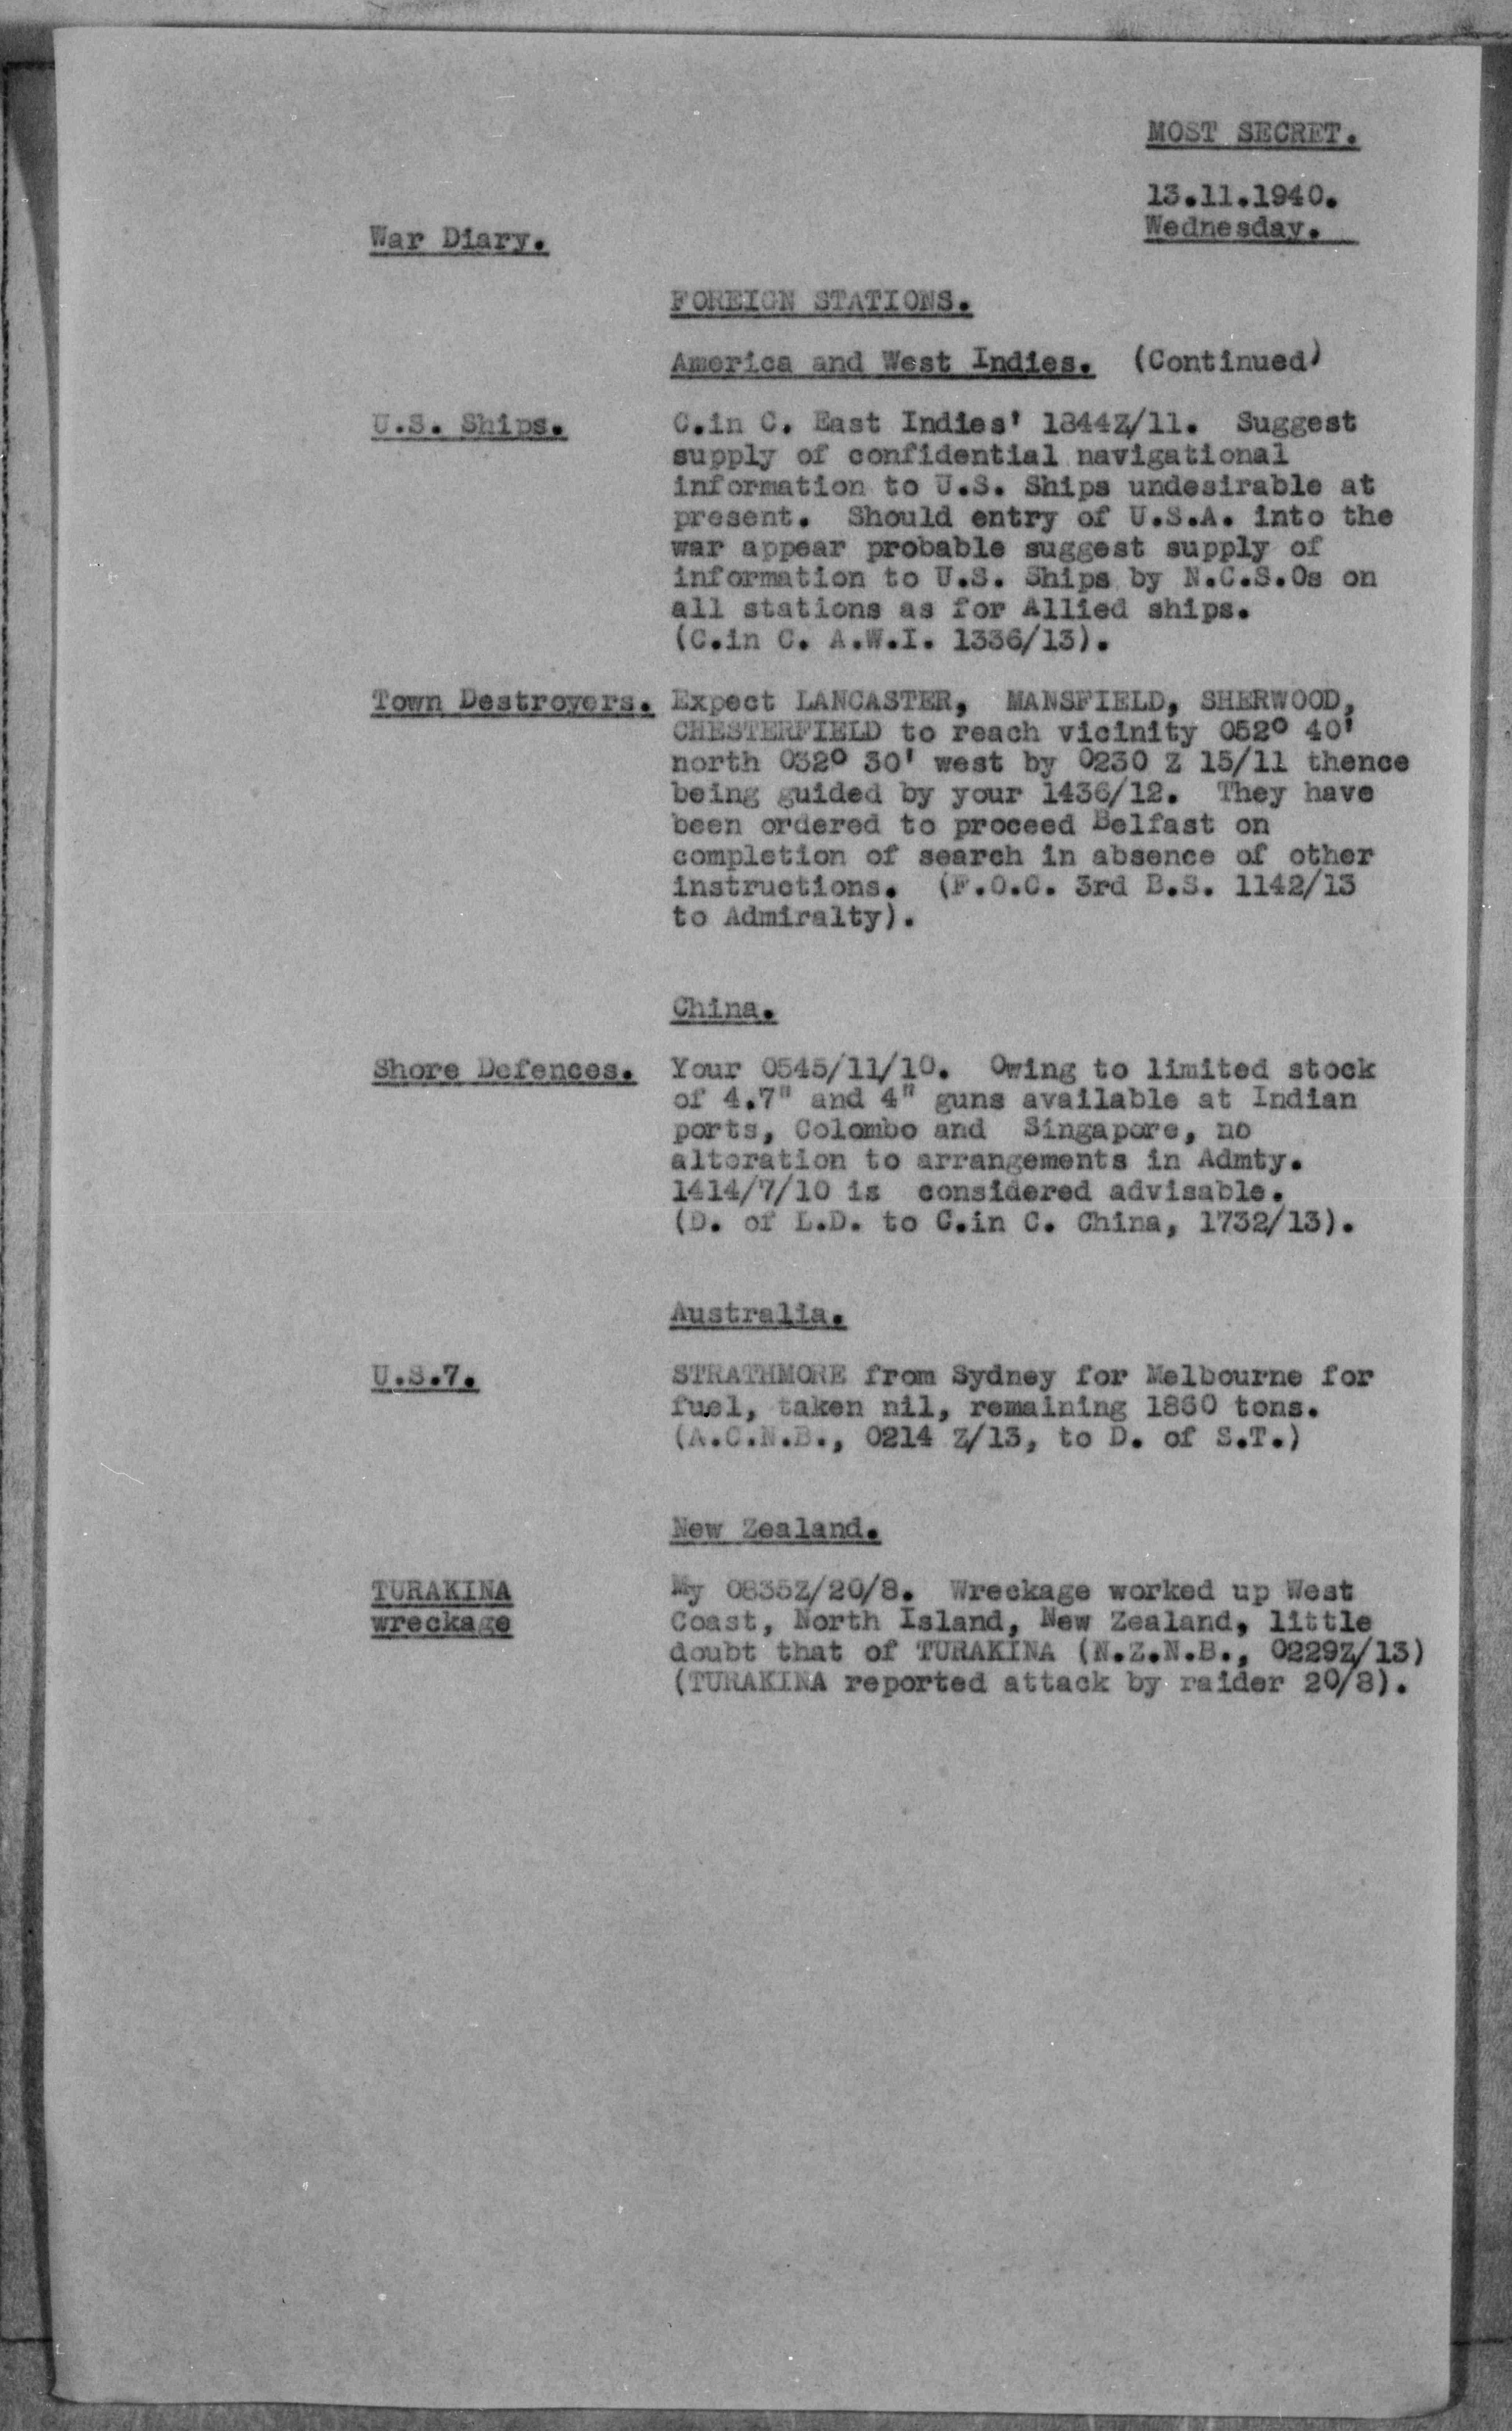 MOST SECRET.
13.11.1940.
Wednesday.
War Diary.
FOREIGN STATIONS.
America and West Indies. (Continued)
U.S. Ships.
C.in C. East Indies' 1844Z/11. Suggest
supply of confidential navigational
information to U.S. Ships undesirable at
present. Should entry of U.S.A. into the
war appear probable suggest supply of
information to U.S. Ships by N.C.S.Os on
all stations as for Allied ships.
(C.in C. A.W.I. 1336/13).
Town Destroyers.
Expect LANCASTER, MANSFIELD, SHERWOOD,
CHESTERFIELD to reach vicinity 052° 40'
north 032° 30' west by 0230 Z 15/11 thence
being guided by your 1436/12. They have
been ordered to proceed Belfast on
completion of search in absence of other
instructions. (F.O.C. 3rd B.S. 1142/13
to Admiralty).
China.
Shore Defences.
Your 0545/11/10. Owing to limited stock
of 4.7" and 4" guns available at Indian
ports, Colombo and Singapore, no
alteration to arrangements in Admty.
1414/7/10 is considered advisable.
(D. of L.D. to C.in C. China, 1732/13).
Australia.
U.S.7.
STRATHMORE from Sydney for Melbourne for
fuel, taken nil, remaining 1860 tons.
(A.C.N.B., 0214 Z/13, to D. of S.T.)
New Zealand.
TURAKINA
wreckage
My 0835Z/20/8. Wreckage worked up West
Coast, North Island, New Zealand, little
doubt that of TURAKINA (N.Z.N.B., 0229Z/13)
(TURAKINA reported attack by raider 20/8).